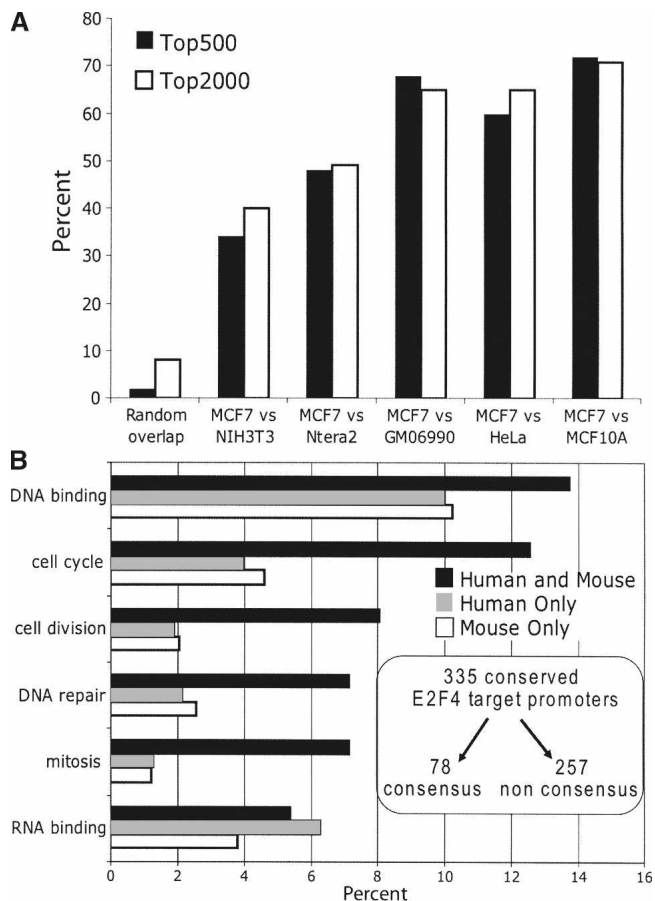 A
80
70
60
50
40
30
20
10
0
Percent
Top500
Top2000
Random overlap
MCF7 vs NIH3T3
MCF7 vs Ntera2
MCF7 vs GM06990
MCF7 vs HeLa
MCF7 vs MCF10A
B
DNA binding
cell cycle
cell division
DNA repair
mitosis
RNA binding
Human and Mouse
Human Only
Mouse Only
335 conserved
E2F4 target promoters
78 consensus
257 non consensus
0 2 4 6 8 10 12 14 16
Percent